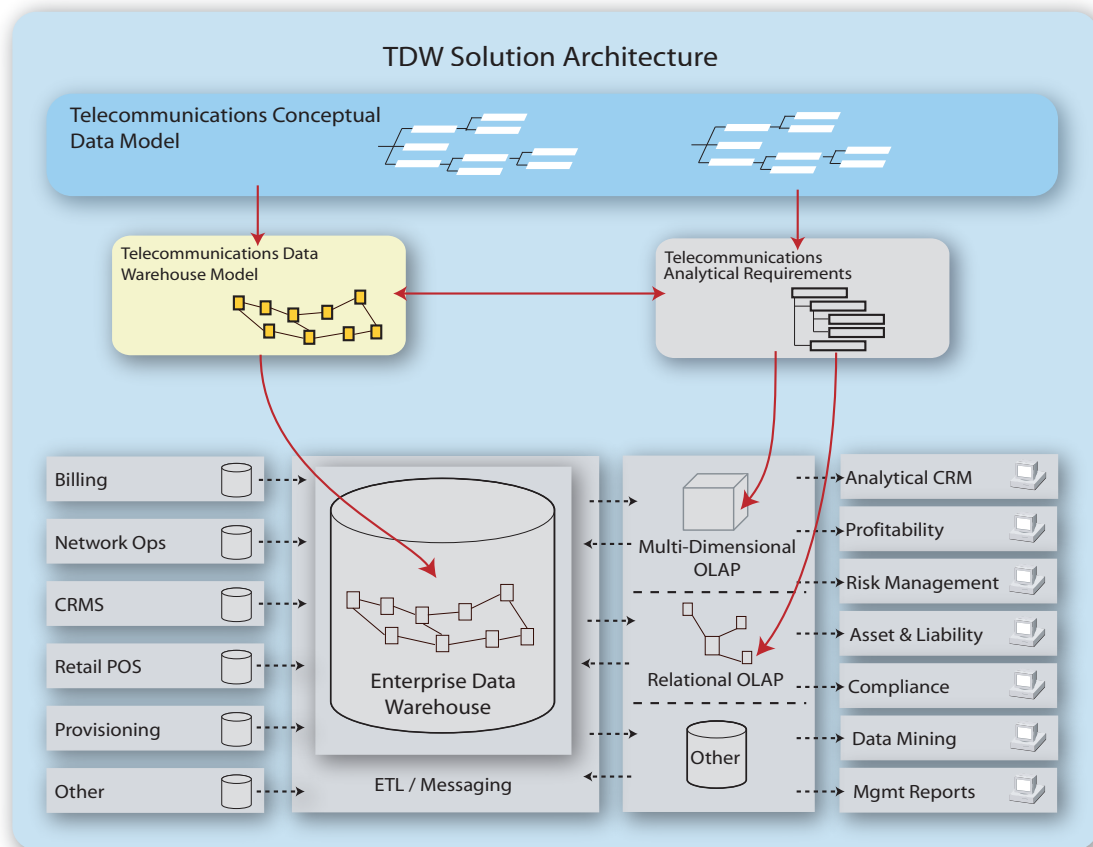 TDW Solution Architecture
Telecommunications Conceptual
Data Model
Telecommunications Data
Warehouse Model
Telecommunications
Analytical Requirements
Billing
Network Ops
CRMS
Retail POS
Provisioning
Other
Enterprise Data
Warehouse
ETL / Messaging
Multi-Dimensional
OLAP
Relational OLAP
Other
Analytical CRM
Profitability
Risk Management
Asset & Liability
Compliance
Data Mining
Mgmt Reports